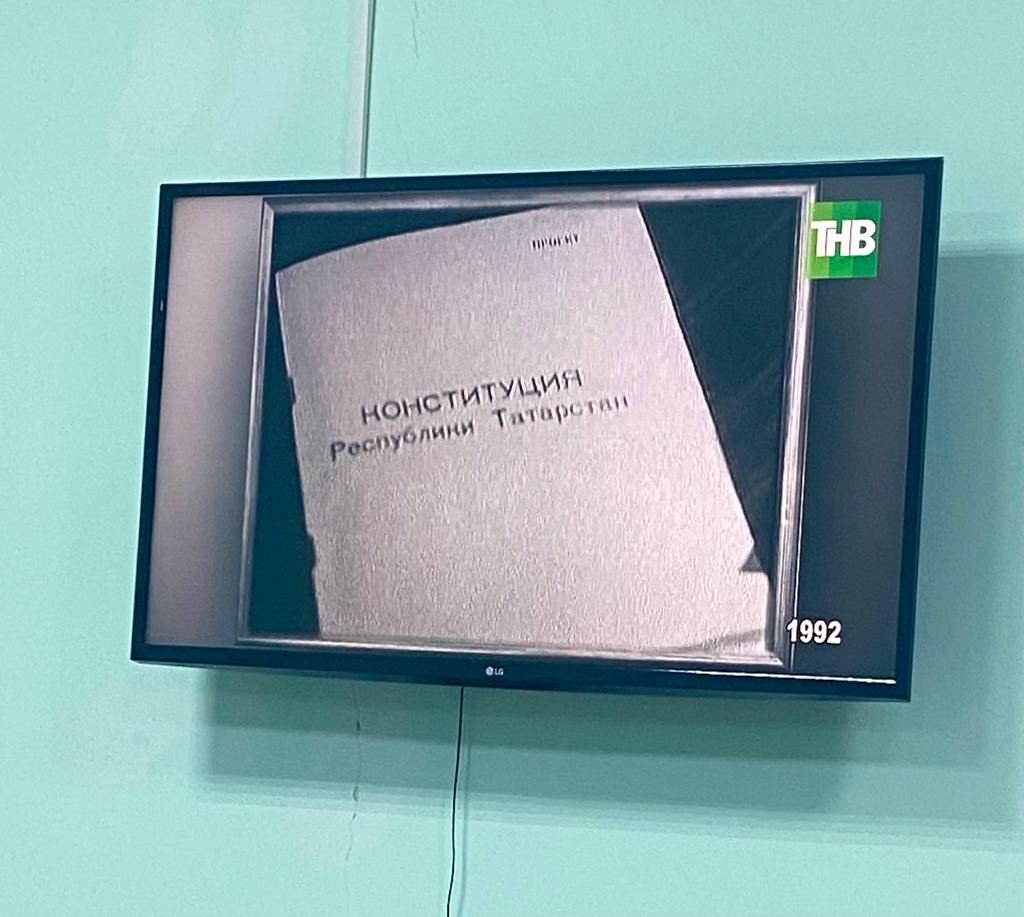 ПРОЕКТ
ТНВ
КОНСТИТУЦИЯ
Республики Татарстан
1992
LG